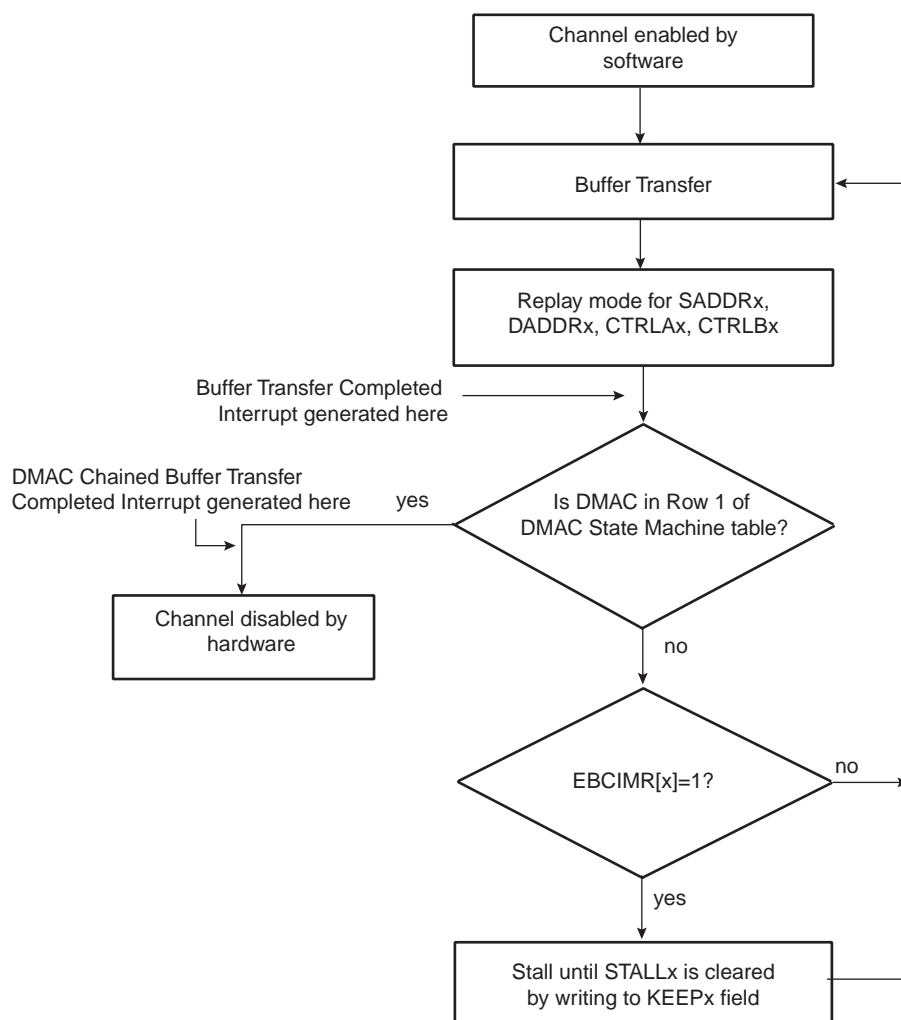 Channel enabled by
software
Buffer Transfer
Replay mode for SADDRx,
DADDRx, CTRLAx, CTRLBx
Buffer Transfer Completed
Interrupt generated here
DMAC Chained Buffer Transfer
Completed Interrupt generated here
yes
Is DMAC in Row 1 of
DMAC State Machine table?
Channel disabled by
hardware
no
EBCIMR[x]=1?
no
yes
Stall until STALLx is cleared
by writing to KEEPx field